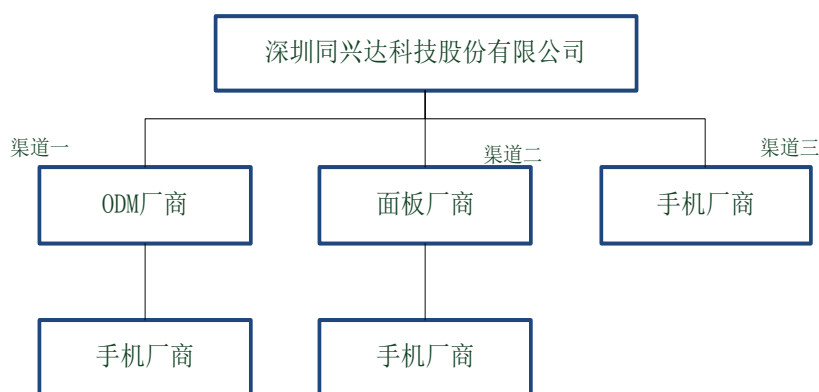 深圳同兴达科技股份有限公司
渠道一
渠道二
渠道三
ODM厂商
面板厂商
手机厂商
手机厂商
手机厂商